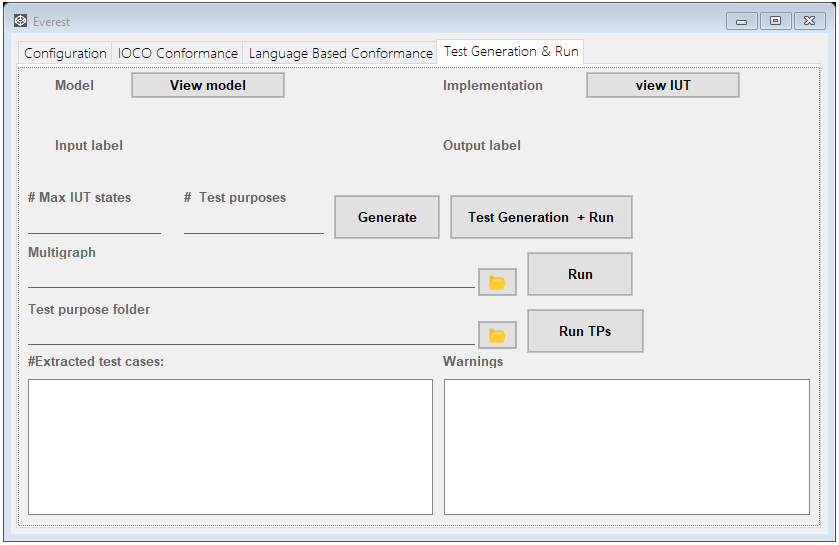 Everest
Configuration IOCO Conformance Language Based Conformance Test Generation & Run
Model View model Implementation view IUT
Input label Output label
# Max IUT states # Test purposes Generate Test Generation + Run
Multigraph
Run
Test purpose folder
Run TPs
#Extracted test cases: Warnings